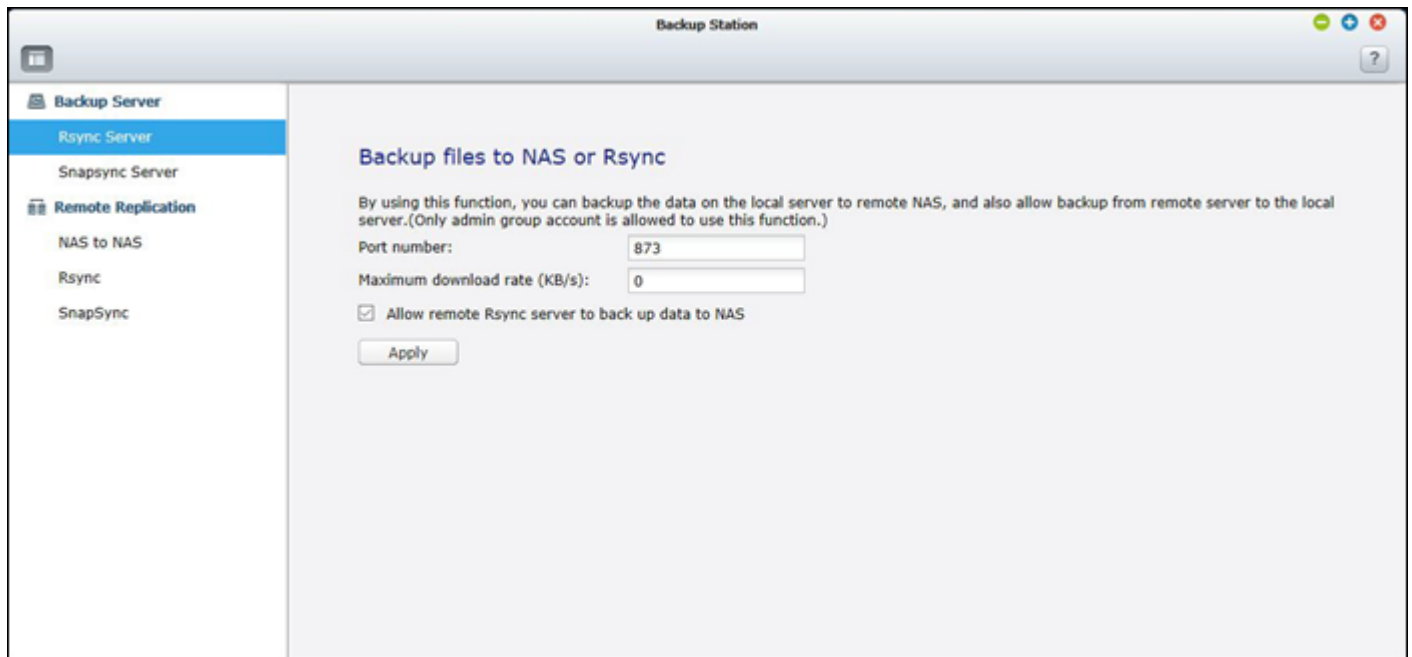 Backup Station
?
Backup Server
Rsync Server
Snapsync Server
Remote Replication
NAS to NAS
Rsync
SnapSync
Backup files to NAS or Rsync
By using this function, you can backup the data on the local server to remote NAS, and also allow backup from remote server to the local
server.(Only admin group account is allowed to use this function.)
Port number:
873
Maximum download rate (KB/s):
0
Allow remote Rsync server to back up data to NAS
Apply